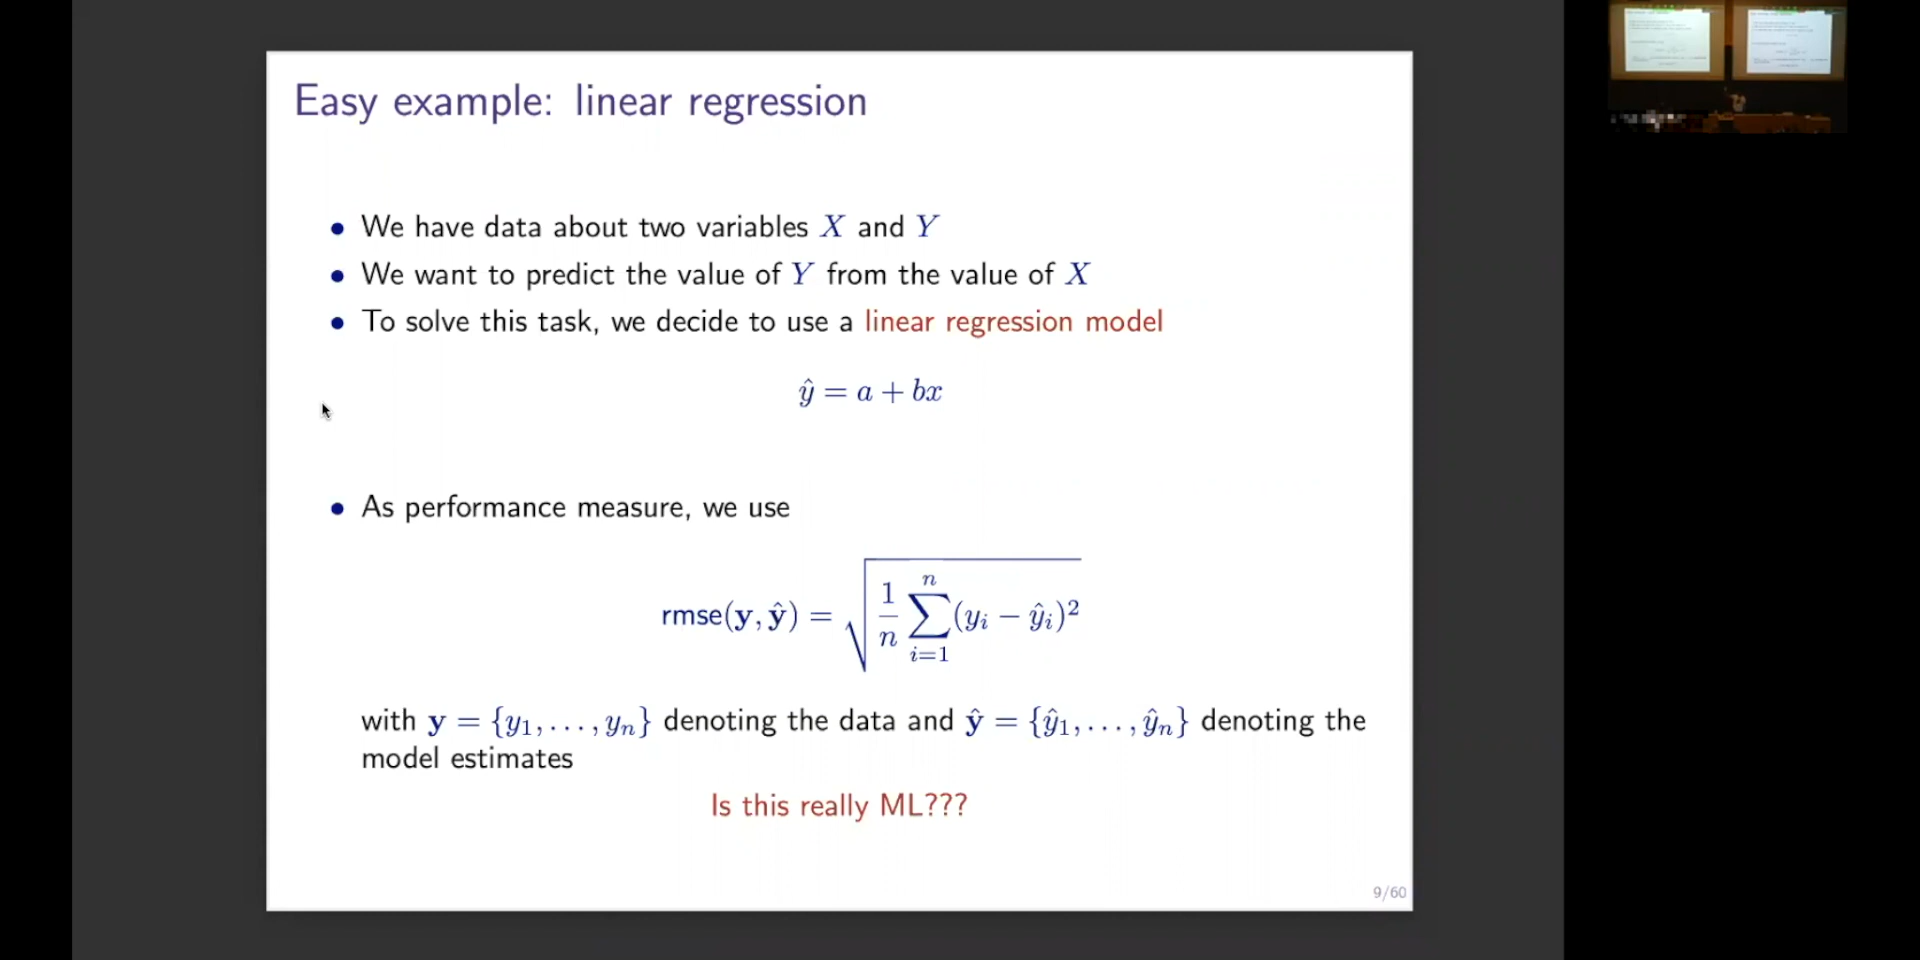 Easy example: linear regression
• We have data about two variables X and Y
• We want to predict the value of Y from the value of X
• To solve this task, we decide to use a linear regression model
ŷ = a + bx
• As performance measure, we use
rmse(𝐲, 𝐲̂) = √(1/n ∑_{i=1}^{n} (y_i − ŷ_i)²)
with 𝐲 = {y₁, . . . , yₙ} denoting the data and 𝐲̂ = {ŷ₁, . . . , ŷₙ} denoting the
model estimates
Is this really ML???
9/60